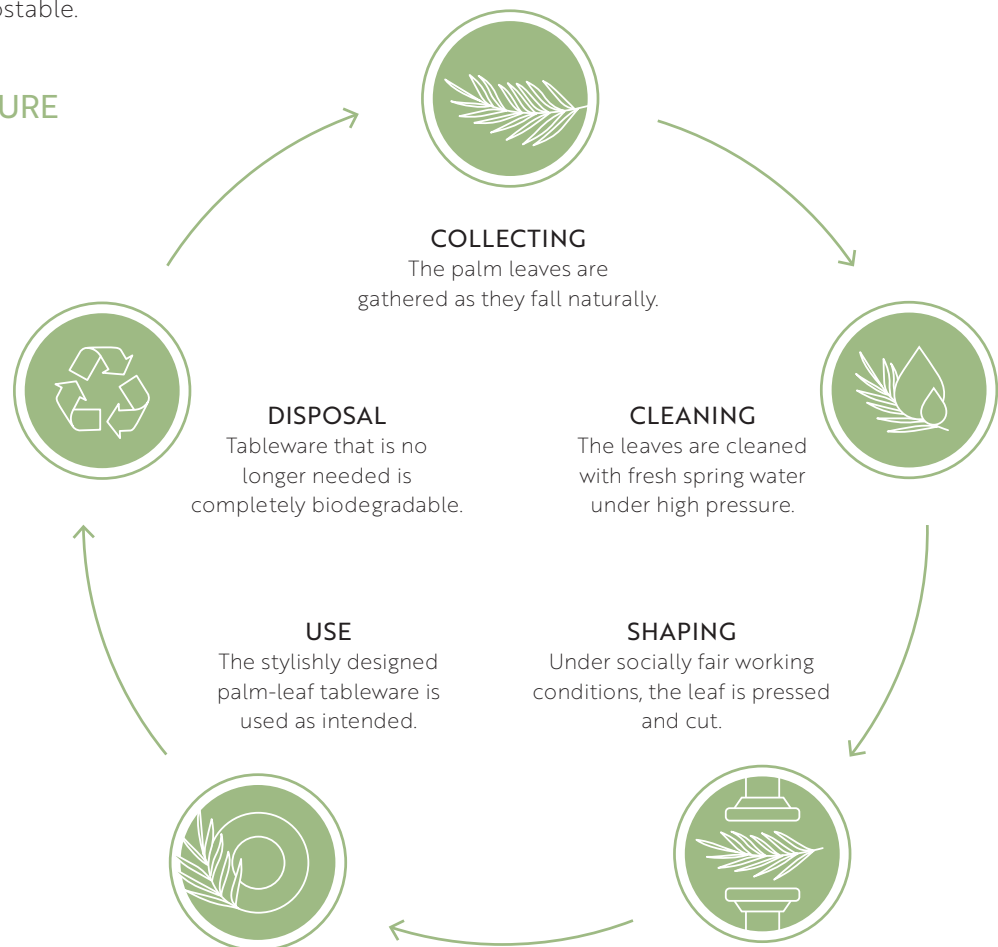 ostable.
URE
COLLECTING
The palm leaves are
gathered as they fall naturally.
DISPOSAL
Tableware that is no
longer needed is
completely biodegradable.
CLEANING
The leaves are cleaned
with fresh spring water
under high pressure.
USE
The stylishly designed
palm-leaf tableware is
used as intended.
SHAPING
Under socially fair working
conditions, the leaf is pressed
and cut.